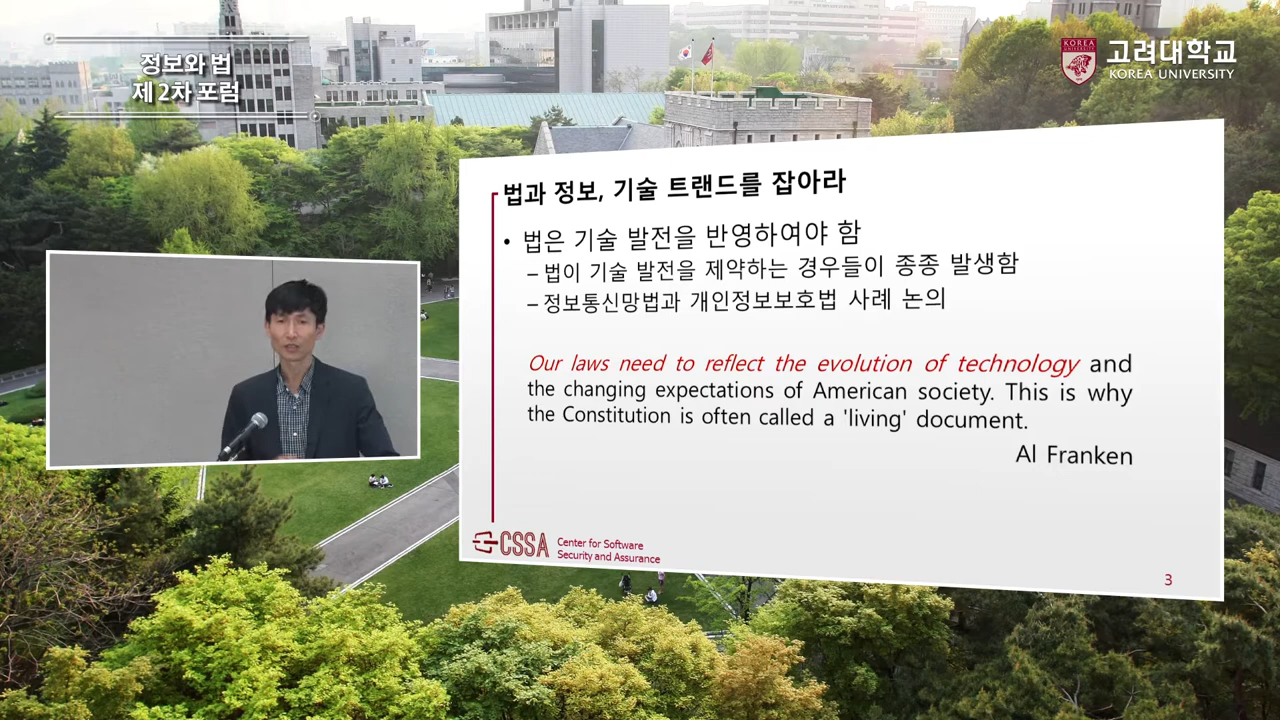 정보와 법
제 2차 포럼
KOREA
UNIVERSITY
고려대학교
KOREA UNIVERSITY
법과 정보, 기술 트랜드를 잡아라
• 법은 기술 발전을 반영하여야 함
– 법이 기술 발전을 제약하는 경우들이 종종 발생함
– 정보통신망법과 개인정보보호법 사례 논의
Our laws need to reflect the evolution of technology and
the changing expectations of American society. This is why
the Constitution is often called a 'living' document.
Al Franken
CSSA
Center for Software
Security and Assurance
3